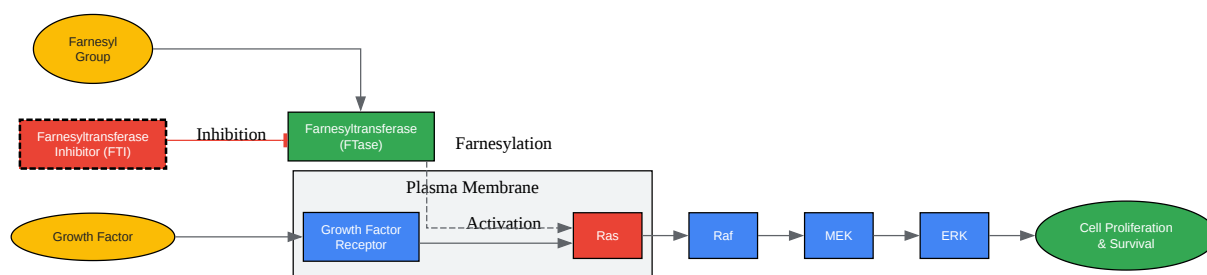 Farnesyl
Group
Farnesyltransferase
Inhibitor (FTI)
Inhibition
Farnesyltransferase
(FTase)
Farnesylation
Plasma Membrane
Growth Factor
Growth Factor
Receptor
Activation
Ras
Raf
MEK
ERK
Cell Proliferation
& Survival